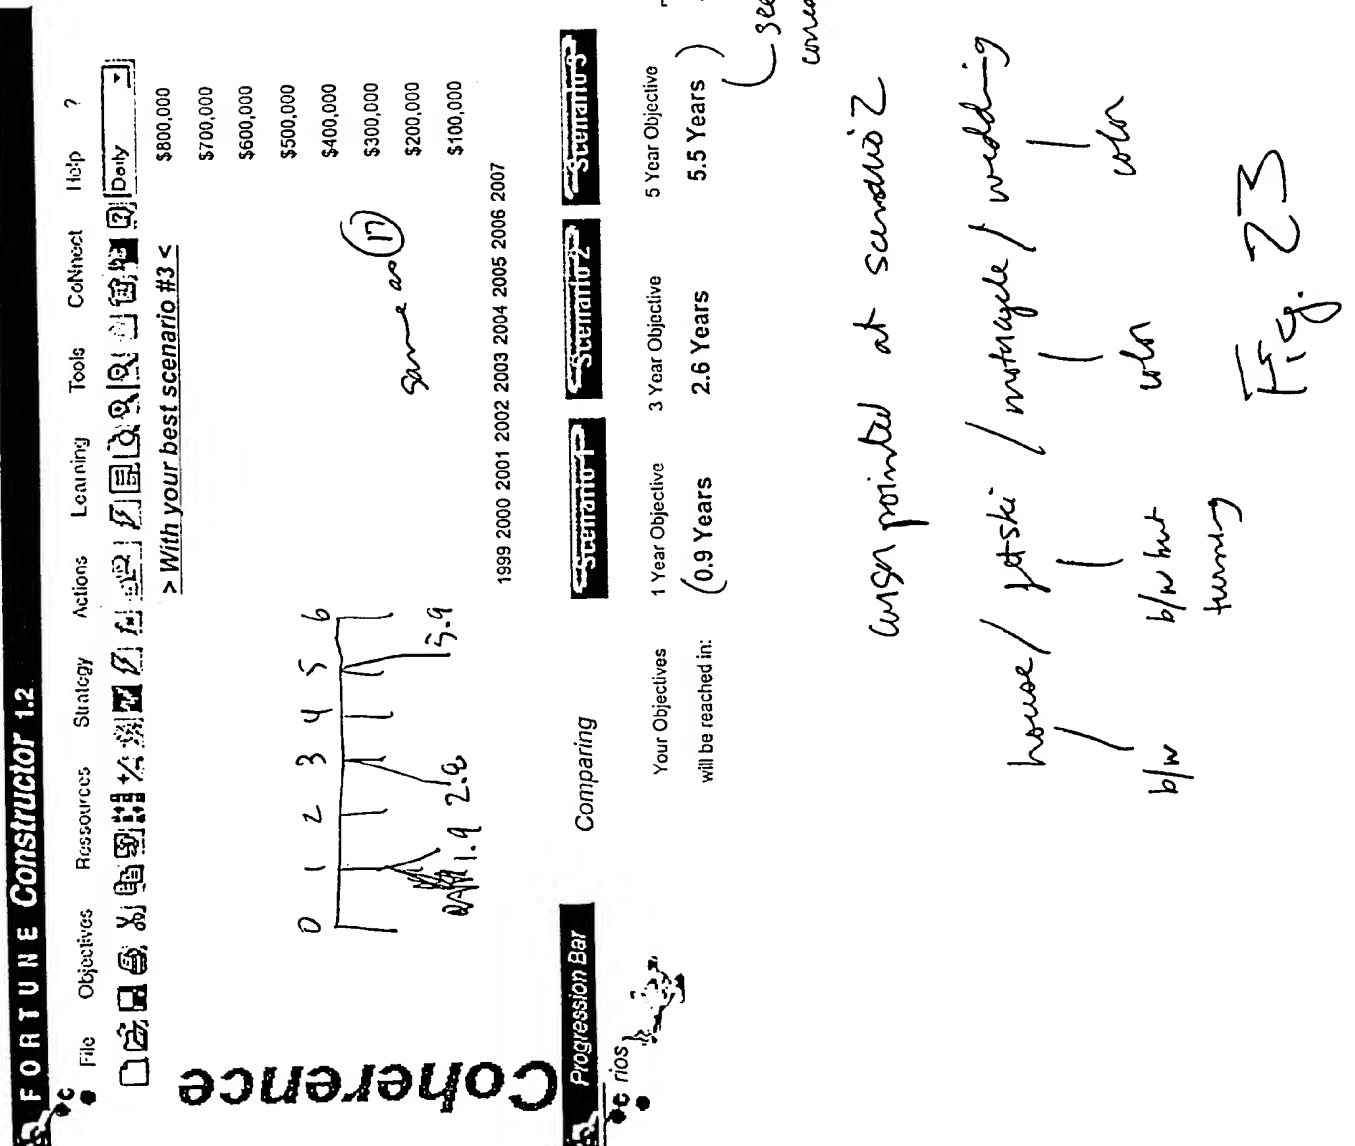 FORTUNE Constructor 1.2
File Objectives Ressources Strategy Actions Learning Tools CoNnect Help ?
Daily
> With your best scenario #3 <
$800,000
$700,000
$600,000
$500,000
$400,000
$300,000
$200,000
$100,000
0 1 2 3 4 5 6
1.9 2.8
same as 17
1999 2000 2001 2002 2003 2004 2005 2006 2007
Coherence
Progression Bar
rios
Comparing
Scenario 1 Scenario 2 Scenario 3
Your Objectives 1 Year Objective 3 Year Objective 5 Year Objective
will be reached in: (0.9 Years 2.6 Years 5.5 Years )
( see
cursor pointed at scenario 2
house / jet-ski / motorcycle / wedding
b/w b/w but color color
turning
Fig. 23